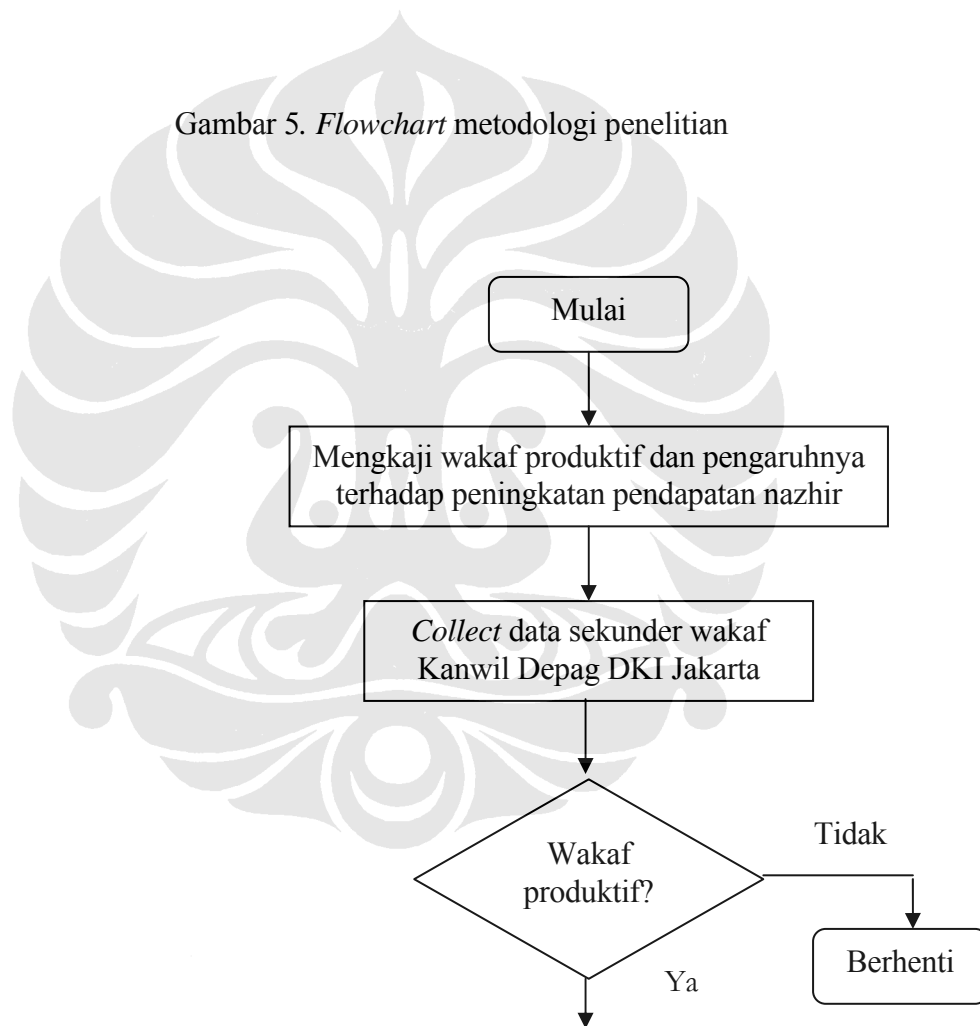 Gambar 5. Flowchart metodologi penelitian
Mulai
Mengkaji wakaf produktif dan pengaruhnya
terhadap peningkatan pendapatan nazhir
Collect data sekunder wakaf
Kanwil Depag DKI Jakarta
Wakaf
produktif?
Tidak
Berhenti
Ya